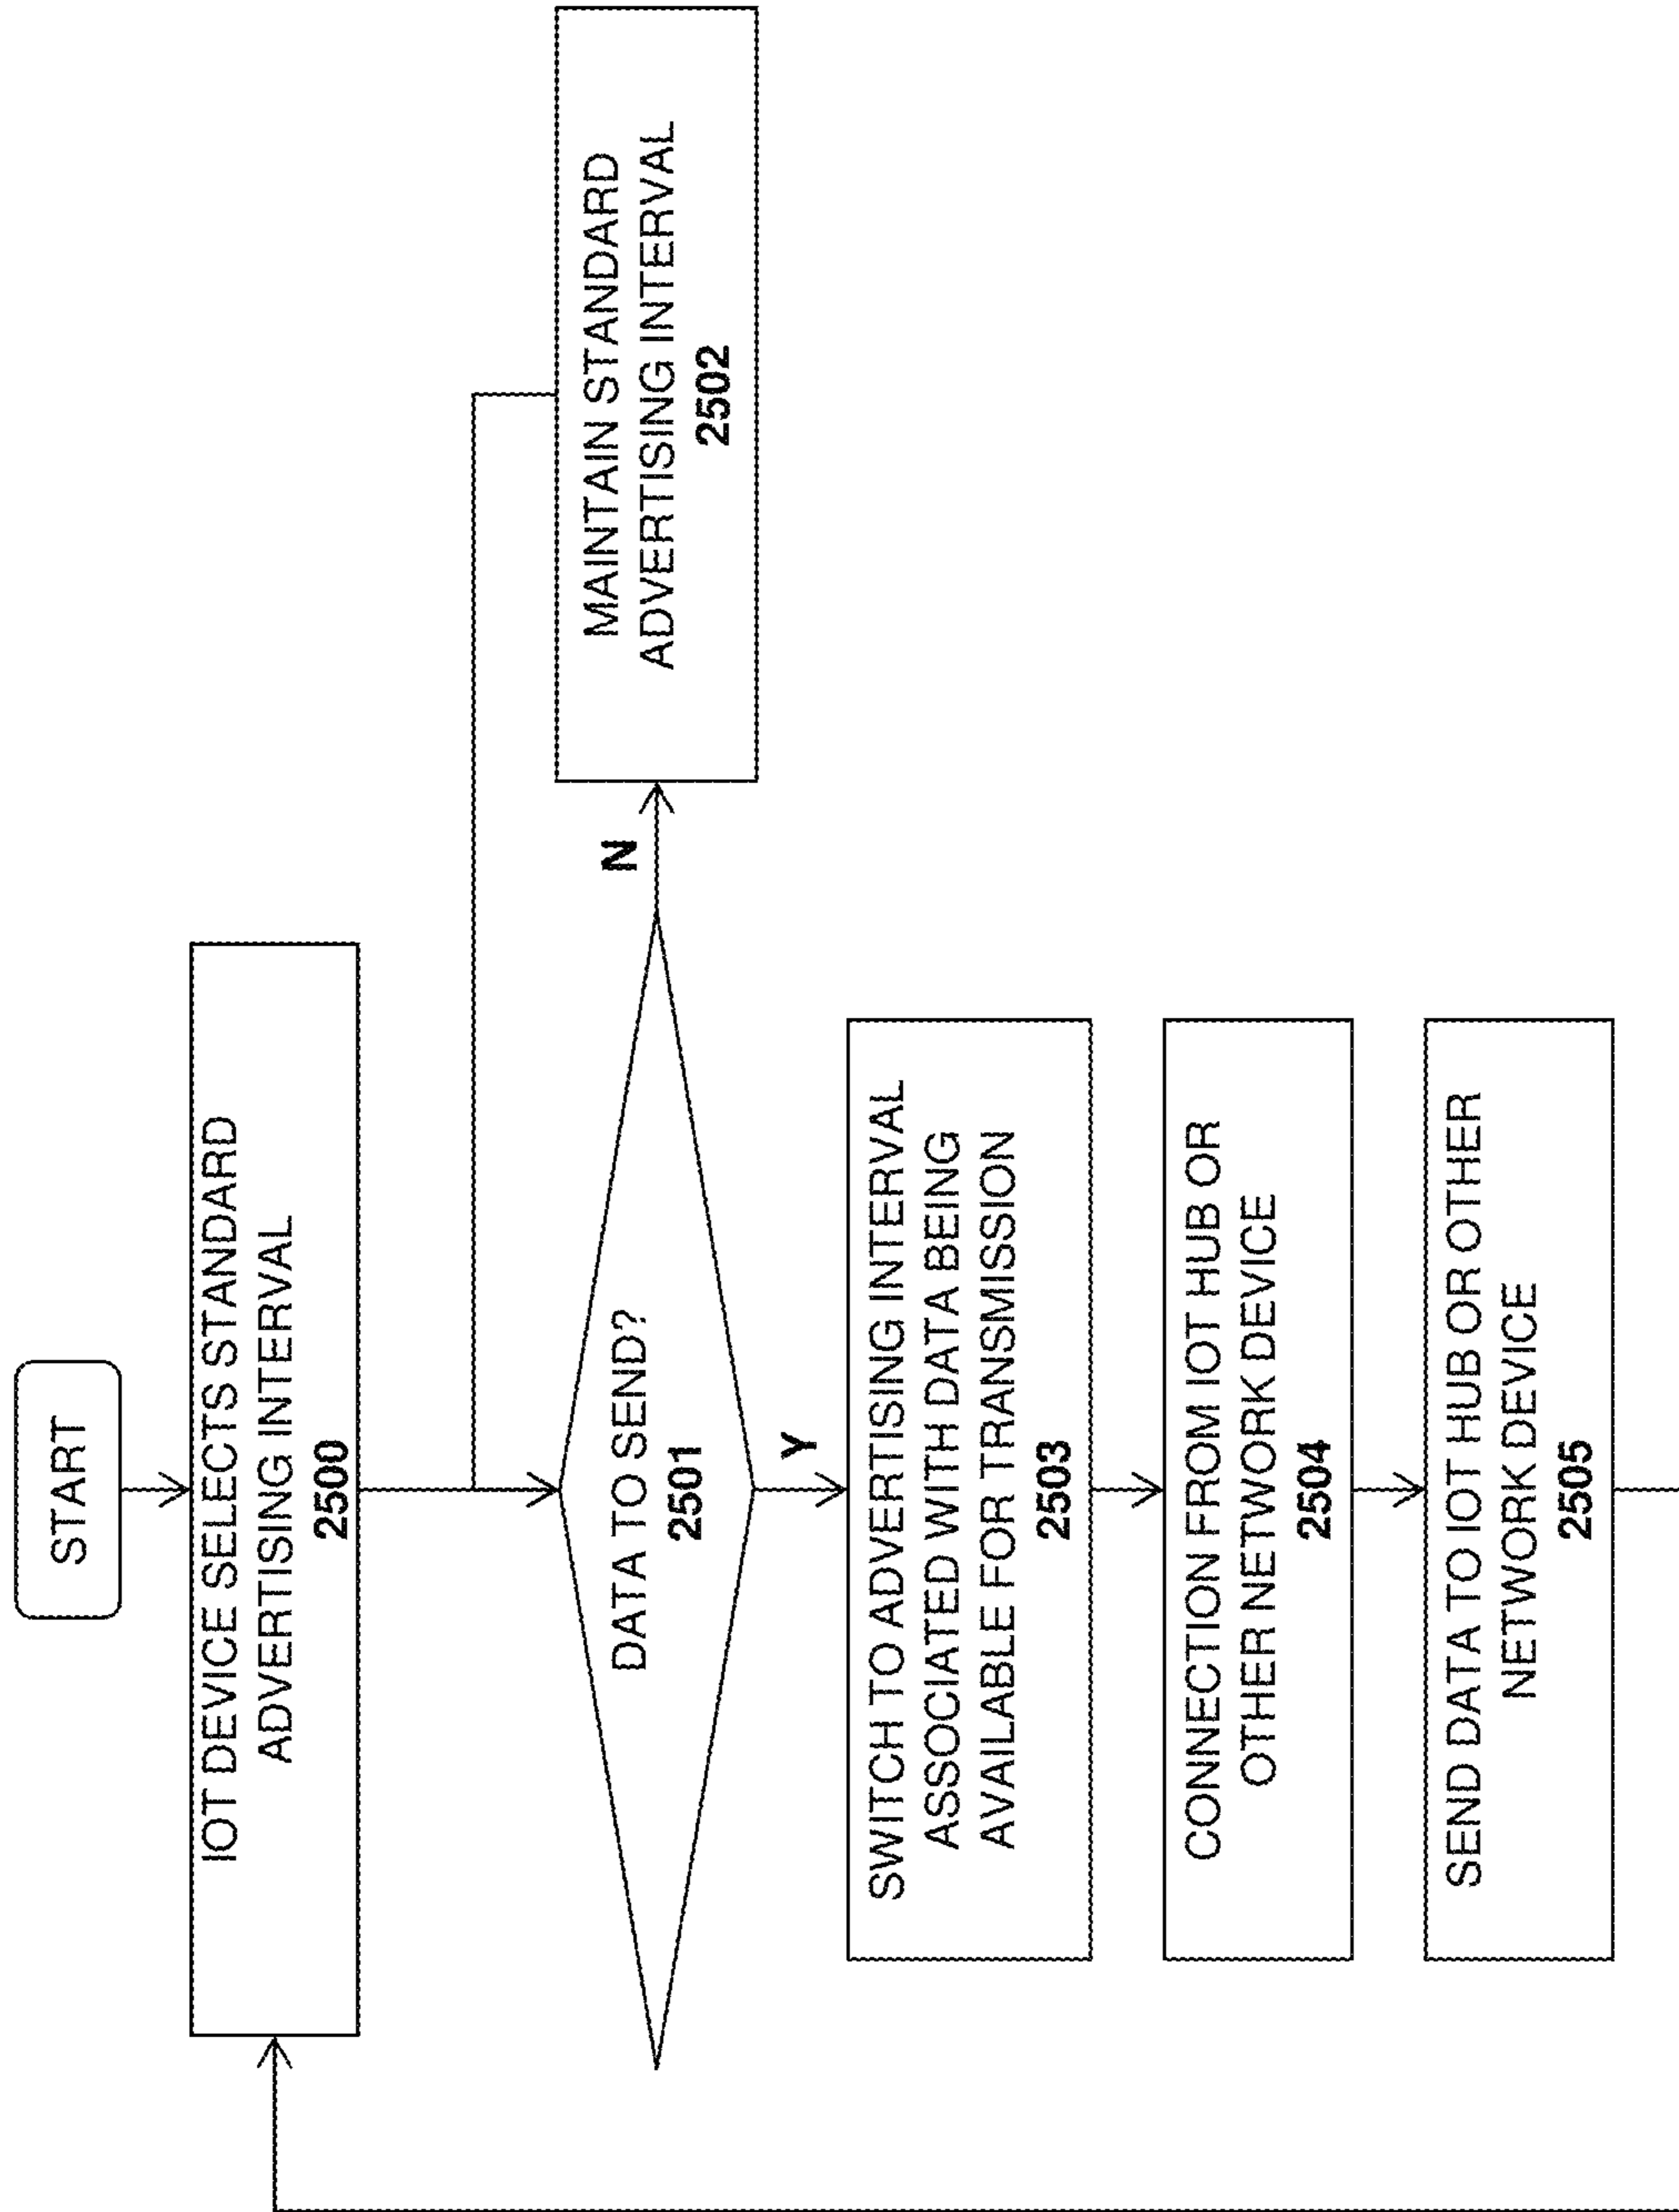 START
IOT DEVICE SELECTS STANDARD
ADVERTISING INTERVAL
2500
DATA TO SEND?
2501
N
MAINTAIN STANDARD
ADVERTISING INTERVAL
2502
Y
SWITCH TO ADVERTISING INTERVAL
ASSOCIATED WITH DATA BEING
AVAILABLE FOR TRANSMISSION
2503
CONNECTION FROM IOT HUB OR
OTHER NETWORK DEVICE
2504
SEND DATA TO IOT HUB OR OTHER
NETWORK DEVICE
2505